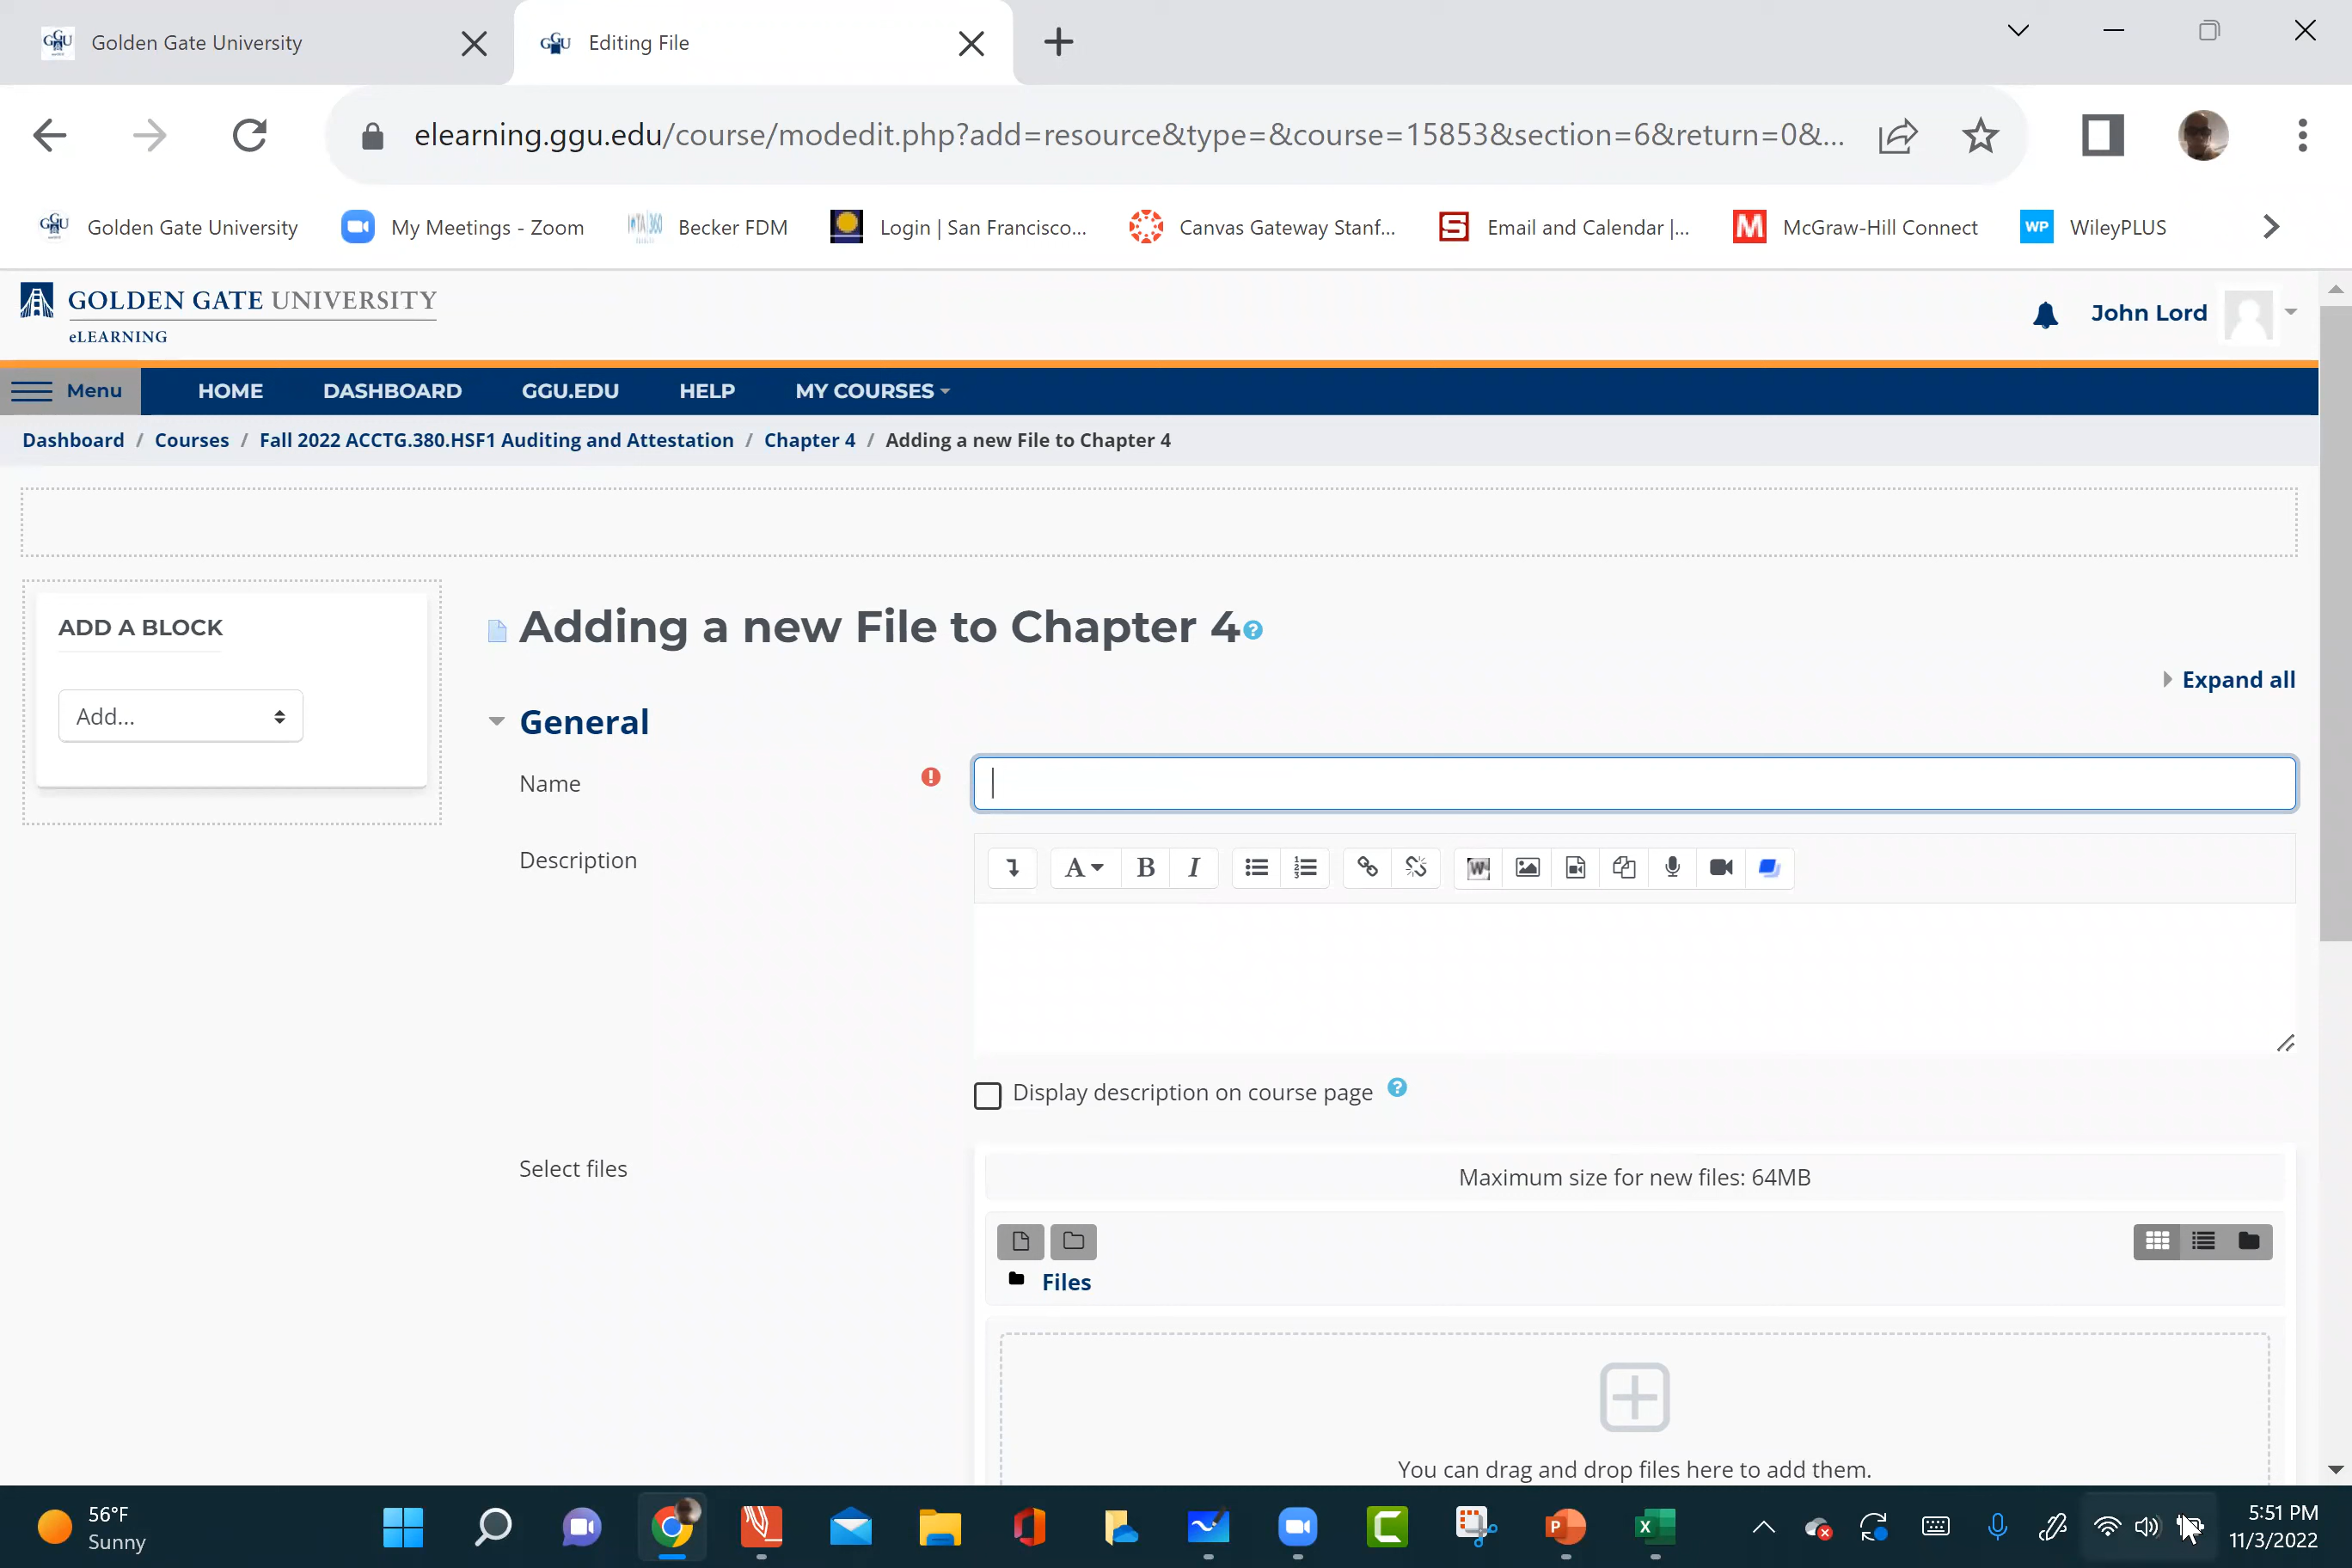 Golden Gate University
Editing File
elearning.ggu.edu/course/modedit.php?add=resource&type=&course=15853&section=6&return=0&...
Golden Gate University My Meetings - Zoom Becker FDM Login | San Francisco... Canvas Gateway Stanf... Email and Calendar |... McGraw-Hill Connect WP WileyPLUS
GOLDEN GATE UNIVERSITY
eLEARNING
John Lord
Menu HOME DASHBOARD GGU.EDU HELP MY COURSES
Dashboard / Courses / Fall 2022 ACCTG.380.HSF1 Auditing and Attestation / Chapter 4 / Adding a new File to Chapter 4
ADD A BLOCK
Add...
Adding a new File to Chapter 4
Expand all
General
Name
Description
A B I
Display description on course page
Select files
Maximum size for new files: 64MB
Files
You can drag and drop files here to add them.
56°F
Sunny
5:51 PM
11/3/2022